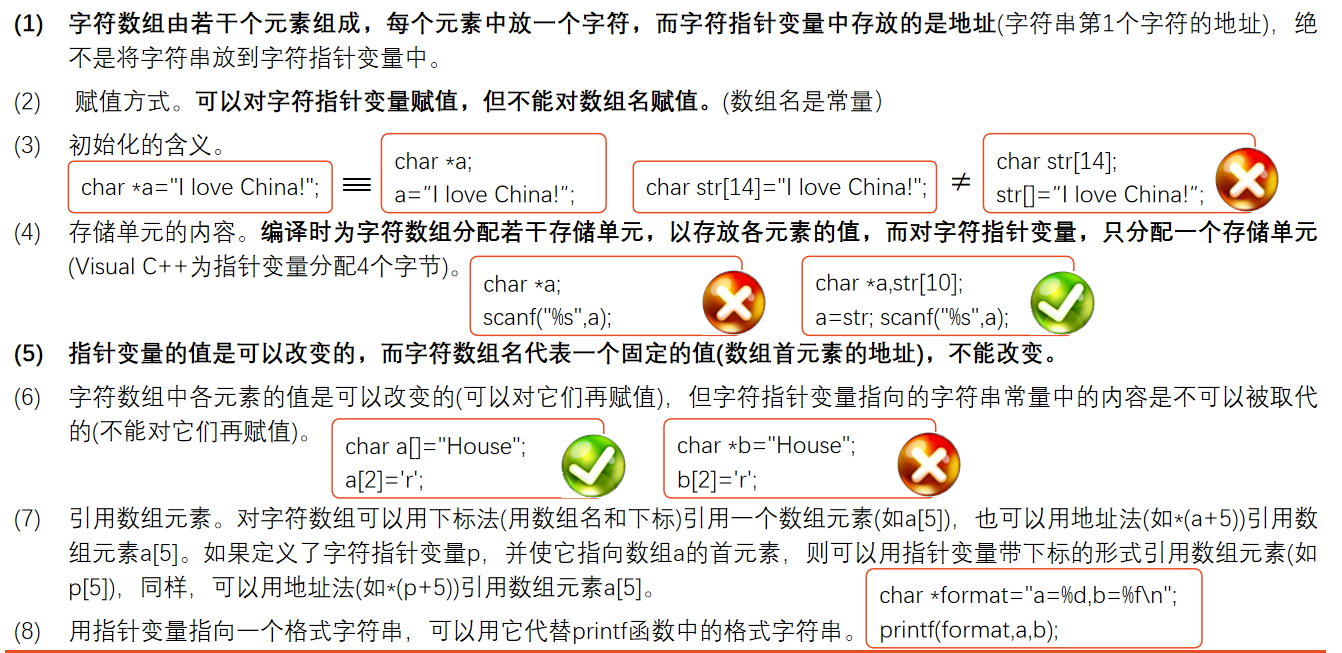 (1) 字符数组由若干个元素组成，每个元素中放一个字符，而字符指针变量中存放的是地址(字符串第1个字符的地址)，绝
不是将字符串放到字符指针变量中。
(2) 赋值方式。可以对字符指针变量赋值，但不能对数组名赋值。(数组名是常量）
(3) 初始化的含义。
char *a="I love China!";
≡
char *a;
a="I love China!";
char str[14]="I love China!";
≠
char str[14];
str[]="I love China!";
(4) 存储单元的内容。编译时为字符数组分配若干存储单元，以存放各元素的值，而对字符指针变量，只分配一个存储单元
(Visual C++为指针变量分配4个字节)。
char *a;
scanf("%s",a);
char *a,str[10];
a=str; scanf("%s",a);
(5) 指针变量的值是可以改变的，而字符数组名代表一个固定的值(数组首元素的地址)，不能改变。
(6) 字符数组中各元素的值是可以改变的(可以对它们再赋值)，但字符指针变量指向的字符串常量中的内容是不可以被取代
的(不能对它们再赋值)。
char a[]="House";
a[2]='r';
char *b="House";
b[2]='r';
(7) 引用数组元素。对字符数组可以用下标法(用数组名和下标)引用一个数组元素(如a[5])，也可以用地址法(如*(a+5))引用数
组元素a[5]。如果定义了字符指针变量p，并使它指向数组a的首元素，则可以用指针变量带下标的形式引用数组元素(如
p[5])，同样，可以用地址法(如*(p+5))引用数组元素a[5]。
(8) 用指针变量指向一个格式字符串，可以用它代替printf函数中的格式字符串。
char *format="a=%d,b=%f\n";
printf(format,a,b);